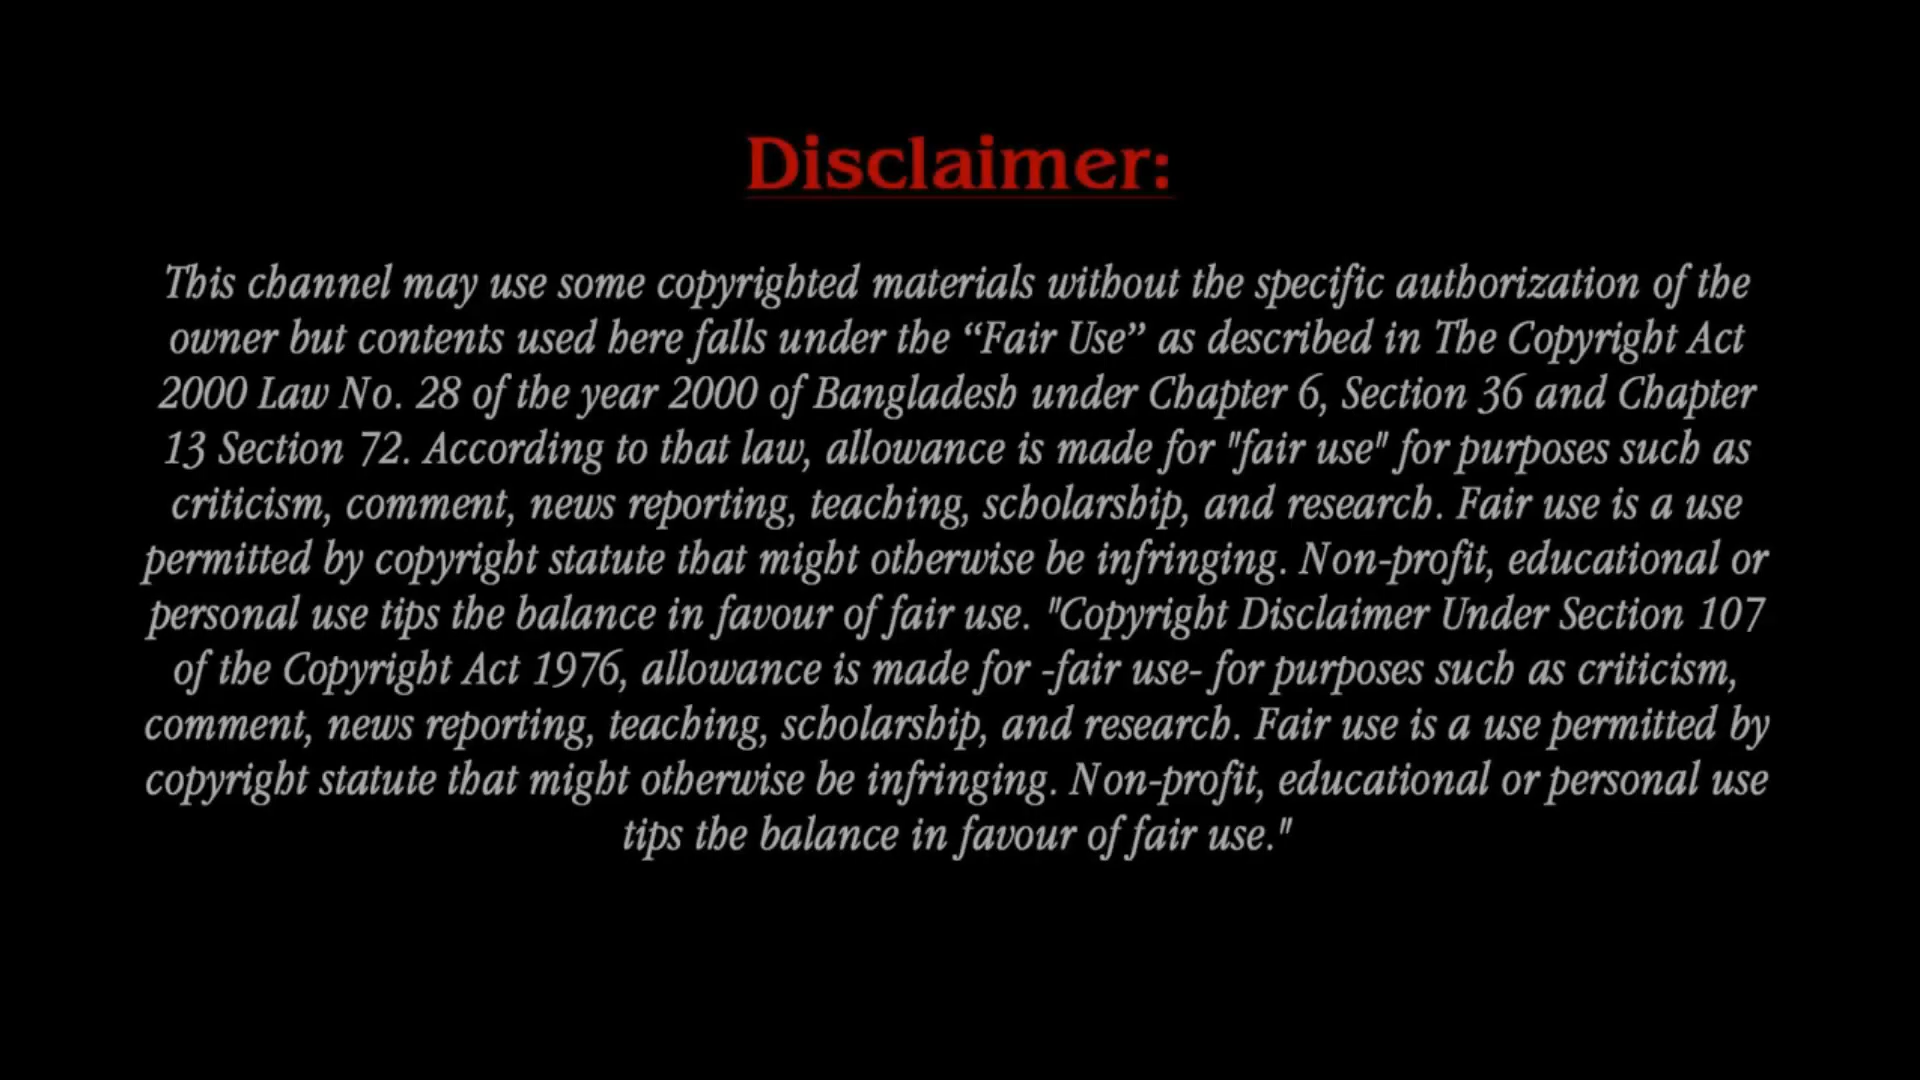 Disclaimer:
This channel may use some copyrighted materials without the specific authorization of the
owner but contents used here falls under the “Fair Use” as described in The Copyright Act
2000 Law No. 28 of the year 2000 of Bangladesh under Chapter 6, Section 36 and Chapter
13 Section 72. According to that law, allowance is made for "fair use" for purposes such as
criticism, comment, news reporting, teaching, scholarship, and research. Fair use is a use
permitted by copyright statute that might otherwise be infringing. Non-profit, educational or
personal use tips the balance in favour of fair use. "Copyright Disclaimer Under Section 107
of the Copyright Act 1976, allowance is made for -fair use- for purposes such as criticism,
comment, news reporting, teaching, scholarship, and research. Fair use is a use permitted by
copyright statute that might otherwise be infringing. Non-profit, educational or personal use
tips the balance in favour of fair use."